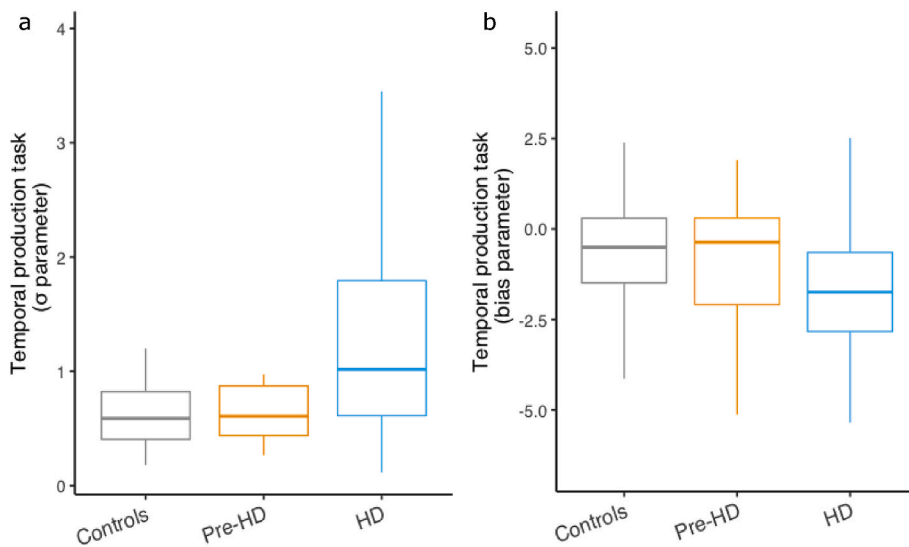 a
Temporal production task
(σ parameter)
4
3
2
1
0
Controls
Pre-HD
HD
b
Temporal production task
(bias parameter)
5.0
2.5
0.0
-2.5
-5.0
Controls
Pre-HD
HD